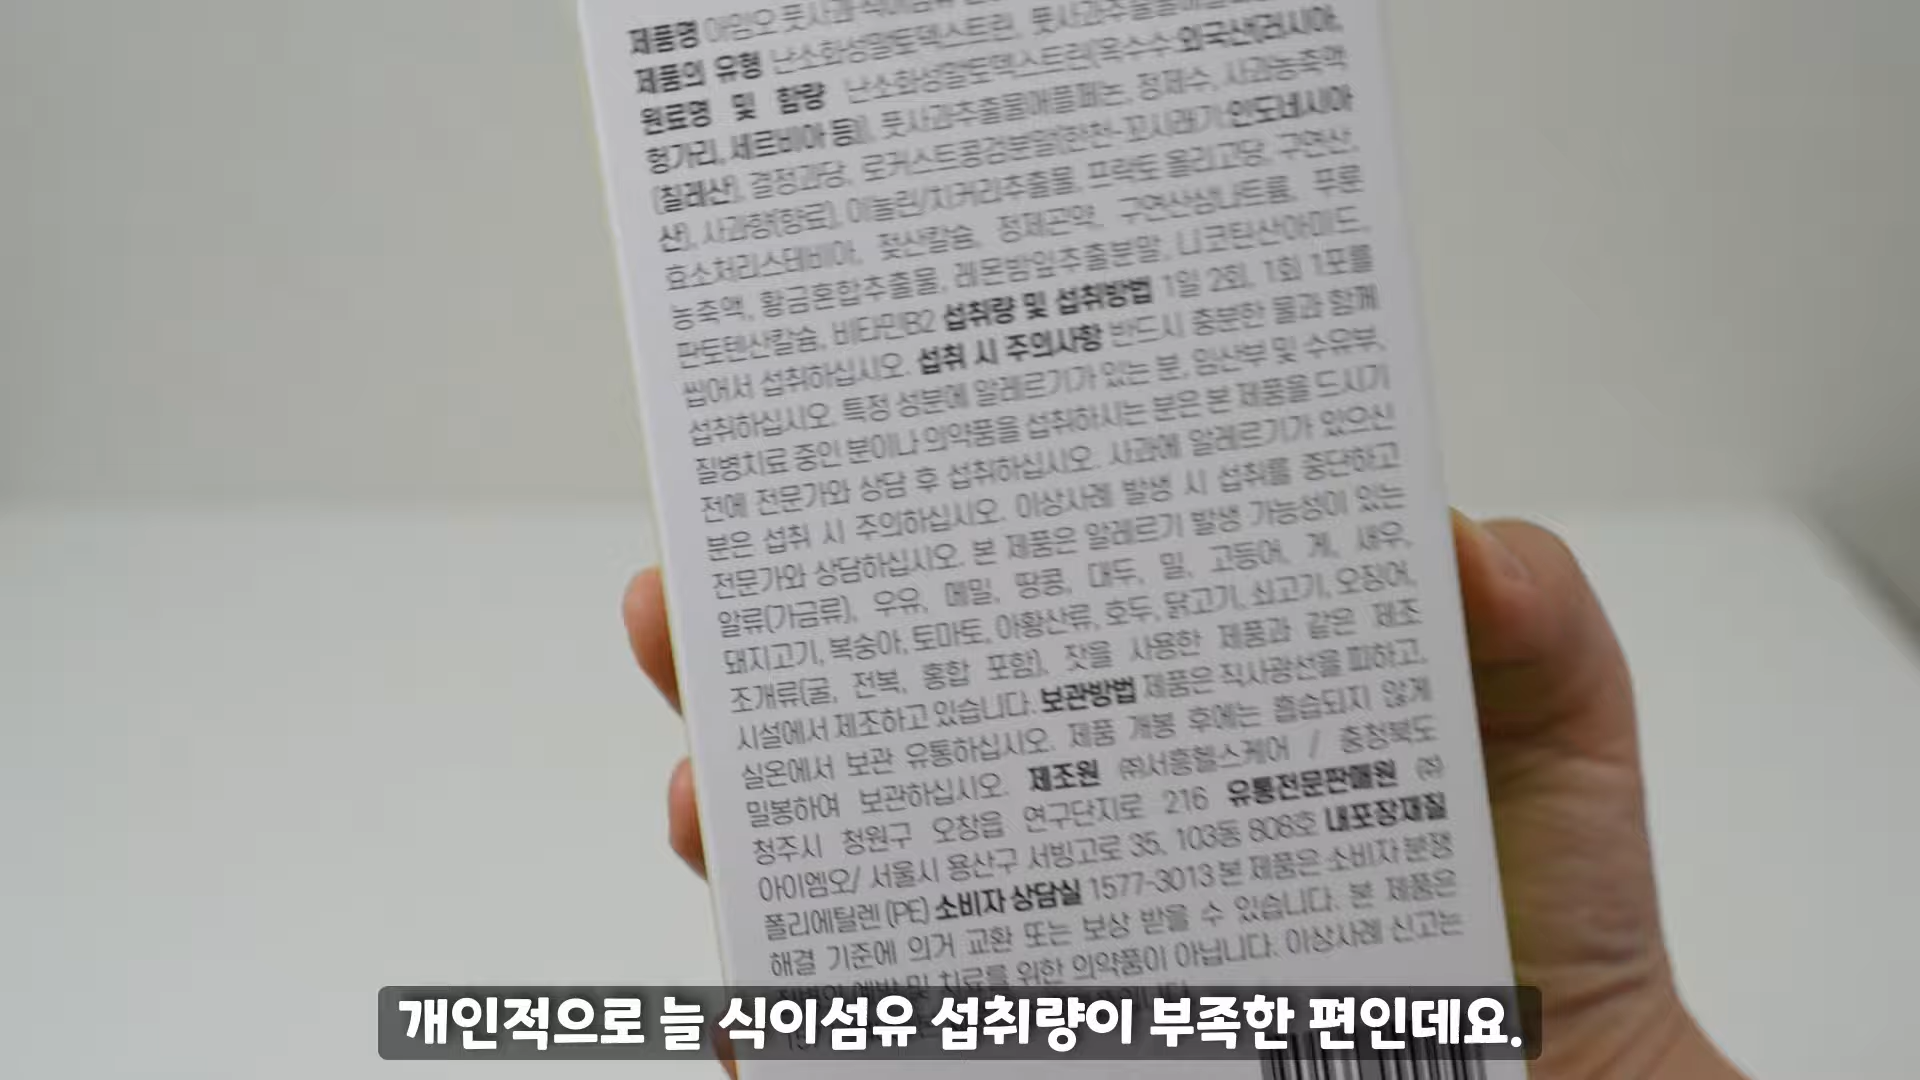 제품명 아임오 풋사과 식이섬유
제품의 유형 난소화성말토덱스트린, 풋사과추출물애플페논
원료명 및 함량 난소화성말토덱스트린(옥수수:외국산(러시아,
헝가리, 세르비아 등)), 풋사과추출물애플페논, 정제수, 사과농축액
(칠레산), 결정과당, 로커스트콩검분말(한천-꼬시래기:인도네시아
산), 사과향(향료), 이눌린/치커리추출물, 프락토올리고당, 구연산,
효소처리스테비아, 젖산칼슘, 정제곤약, 구연산삼나트륨, 푸룬
농축액, 황금혼합추출물, 레몬밤잎추출분말, 니코틴산아미드,
판토텐산칼슘, 비타민B2 섭취량 및 섭취방법 1일 2회, 1회 1포를
씹어서 섭취하십시오. 섭취 시 주의사항 반드시 충분한 물과 함께
섭취하십시오. 특정 성분에 알레르기가 있는 분, 임산부 및 수유부,
질병치료 중인 분이나 의약품을 섭취하시는 분은 본 제품을 드시기
전에 전문가와 상담 후 섭취하십시오. 사과에 알레르기가 있으신
분은 섭취 시 주의하십시오. 이상사례 발생 시 섭취를 중단하고
전문가와 상담하십시오. 본 제품은 알레르기 발생 가능성이 있는
알류(가금류), 우유, 메밀, 땅콩, 대두, 밀, 고등어, 게, 새우,
돼지고기, 복숭아, 토마토, 아황산류, 호두, 닭고기, 쇠고기, 오징어,
조개류(굴, 전복, 홍합 포함), 잣을 사용한 제품과 같은 제조
시설에서 제조하고 있습니다. 보관방법 제품은 직사광선을 피하고,
실온에서 보관 유통하십시오. 제품 개봉 후에는 흡습되지 않게
밀봉하여 보관하십시오. 제조원 ㈜서흥헬스케어 / 충청북도
청주시 청원구 오창읍 연구단지로 216 유통전문판매원 ㈜
아이엠오/ 서울시 용산구 서빙고로 35, 103동 808호 내포장재질
폴리에틸렌(PE) 소비자 상담실 1577-3013 본 제품은 소비자 분쟁
해결 기준에 의거 교환 또는 보상 받을 수 있습니다. 본 제품은
질병의 예방 및 치료를 위한 의약품이 아닙니다. 이상사례 신고는
개인적으로 늘 식이섬유 섭취량이 부족한 편인데요.